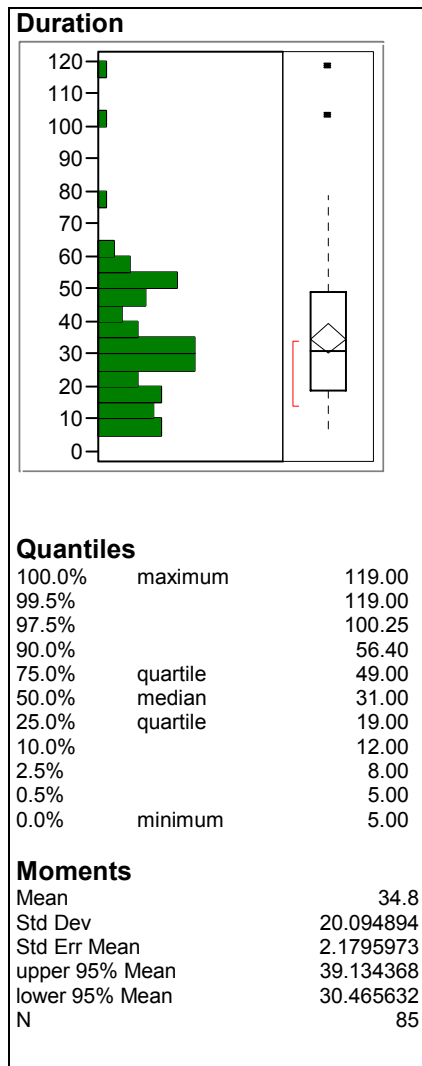 Duration
120
110
100
90
80
70
60
50
40
30
20
10
0
Quantiles
100.0% maximum 119.00
99.5% 119.00
97.5% 100.25
90.0% 56.40
75.0% quartile 49.00
50.0% median 31.00
25.0% quartile 19.00
10.0% 12.00
2.5% 8.00
0.5% 5.00
0.0% minimum 5.00
Moments
Mean 34.8
Std Dev 20.094894
Std Err Mean 2.1795973
upper 95% Mean 39.134368
lower 95% Mean 30.465632
N 85